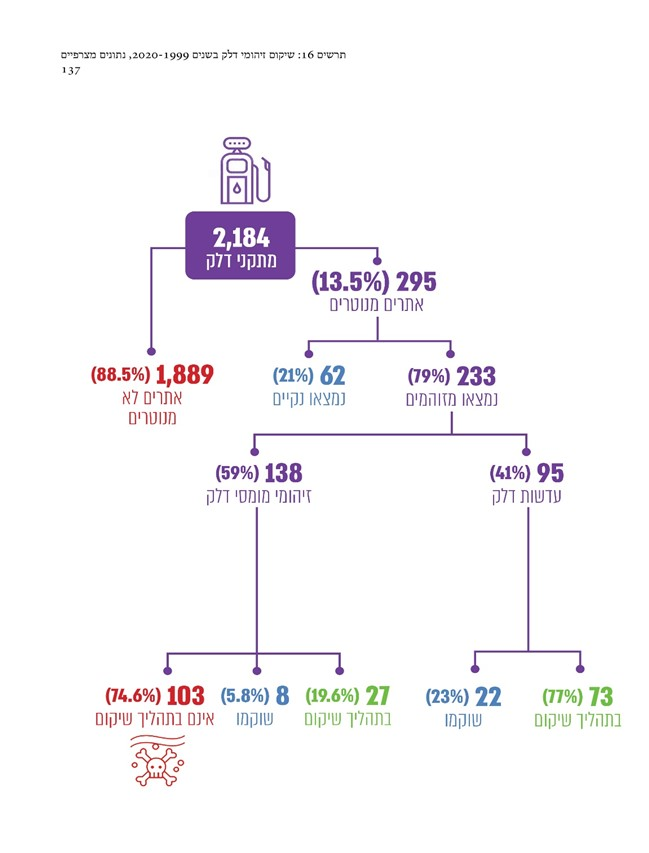 תרשים 16: שיקום זיהומי דלק בשנים 2020-1999, נתונים מצרפיים
137
2,184
מתקני דלק
295 (13.5%)
אתרים מנוטרים
1,889 (88.5%)
אתרים לא
מנוטרים
62 (21%)
נמצאו נקיים
233 (79%)
נמצאו מזוהמים
138 (59%)
זיהומי מומסי דלק
95 (41%)
עדשות דלק
73 (77%)
בתהליך שיקום
22 (23%)
שוקמו
27 (19.6%)
בתהליך שיקום
8 (5.8%)
שוקמו
103 (74.6%)
אינם בתהליך שיקום